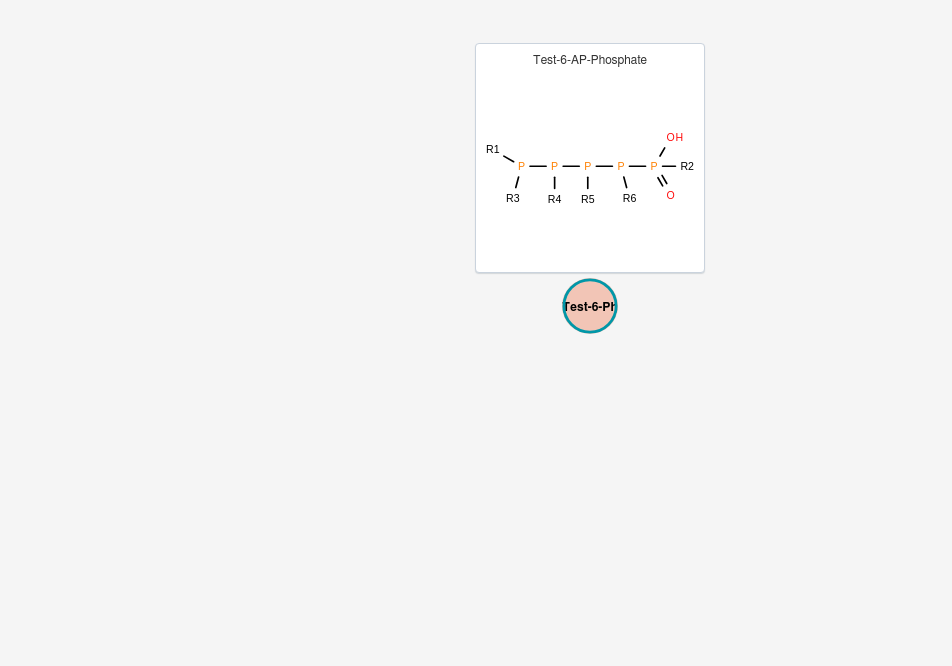 Test-6-AP-Phosphate
OH
R1
P P P P P R2
R3 R4 R5 R6 O
Test-6-Ph